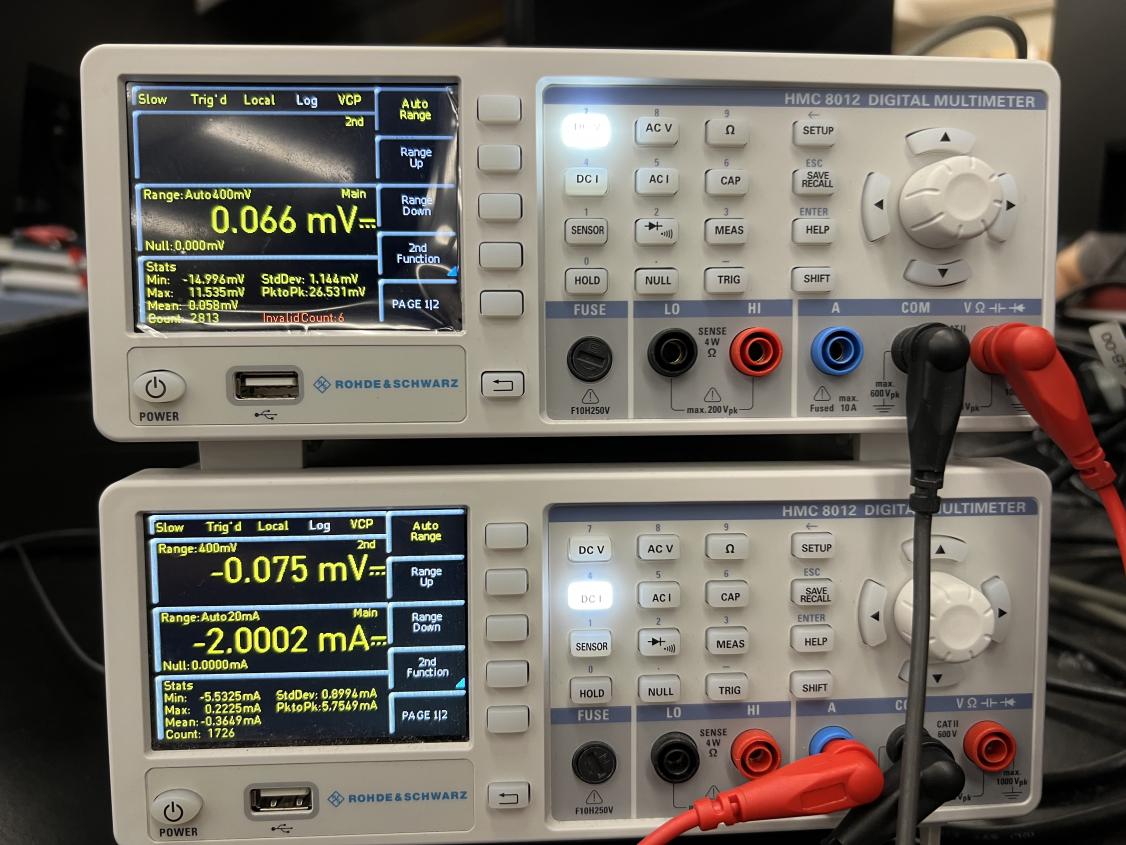 Slow Trig'd Local Log VCP
Auto Range
2nd
Range Up
Range:Auto400mV Main
0.066 mV
Range Down
Null:0.000mV
2nd Function
Stats
Min: -14.996mV StdDev: 1.144mV
Max: 11.535mV PktoPk:26.531mV
Mean: 0.058mV
Count: 2813 InvalidCount:6
PAGE 1|2
POWER
ROHDE&SCHWARZ
HMC 8012 DIGITAL MULTIMETER
7 8 9 ←
DC V AC V Ω SETUP
4 5 6 ESC
DC I AC I CAP SAVE RECALL
1 2 3 ENTER
SENSOR MEAS HELP
0 . –
HOLD NULL TRIG SHIFT
FUSE LO HI A COM V Ω
SENSE 4W Ω
F10H250V
max. 200 Vpk
Fused max. 10A
max. 600 Vpk
Slow Trig'd Local Log VCP
Auto Range
Range:400mV 2nd
-0.075 mV
Range Up
Range:Auto20mA Main
-2.0002 mA
Range Down
Null:0.0000mA
2nd Function
Stats
Min: -5.5325mA StdDev: 0.8994mA
Max: 0.2225mA PktoPk:5.7549mA
Mean:-0.3649mA
Count: 1726
PAGE 1|2
POWER
ROHDE&SCHWARZ
HMC 8012 DIGITAL MULTIMETER
7 8 9 ←
DC V AC V Ω SETUP
4 5 6 ESC
DC I AC I CAP SAVE RECALL
1 2 3 ENTER
SENSOR MEAS HELP
0 . –
HOLD NULL TRIG SHIFT
FUSE LO HI A V Ω
SENSE 4W Ω
CAT II 600V
F10H250V
max. 1000 Vpk